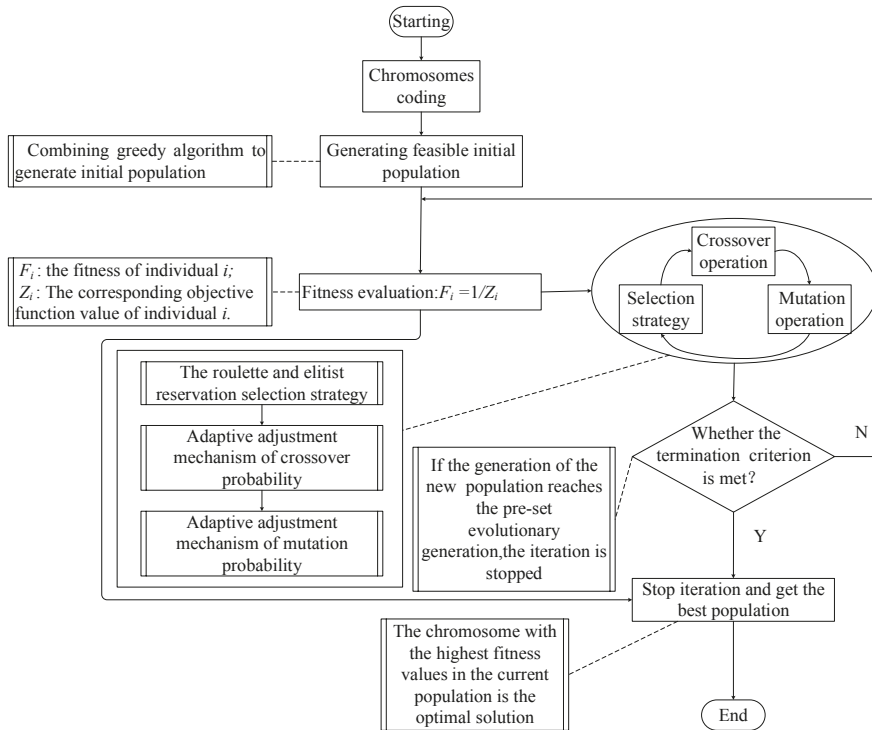 Starting
Chromosomes
coding
Combining greedy algorithm to
generate initial population
Generating feasible initial
population
F_i : the fitness of individual i;
Z_i : The corresponding objective
function value of individual i.
Fitness evaluation:F_i =1/Z_i
Crossover
operation
Selection
strategy
Mutation
operation
The roulette and elitist
reservation selection strategy
Adaptive adjustment
mechanism of crossover
probability
Adaptive adjustment
mechanism of mutation
probability
Whether the
termination criterion
is met?
N
If the generation of the
new population reaches
the pre-set
evolutionary
generation,the iteration is
stopped
Y
Stop iteration and get the
best population
The chromosome with
the highest fitness
values in the current
population is the
optimal solution
End